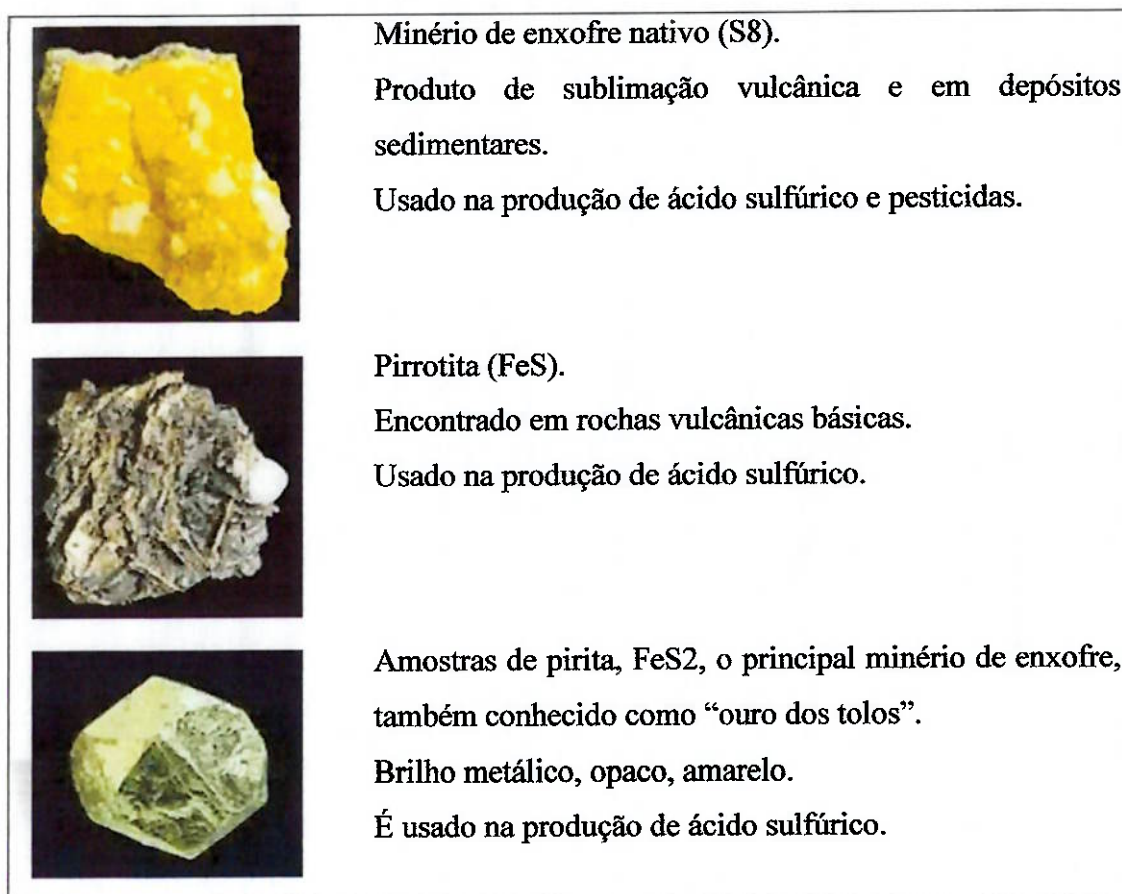 Minério de enxofre nativo (S8).
Produto de sublimação vulcânica e em depósitos
sedimentares.
Usado na produção de ácido sulfúrico e pesticidas.
Pirrotita (FeS).
Encontrado em rochas vulcânicas básicas.
Usado na produção de ácido sulfúrico.
Amostras de pirita, FeS2, o principal minério de enxofre,
também conhecido como “ouro dos tolos”.
Brilho metálico, opaco, amarelo.
É usado na produção de ácido sulfúrico.